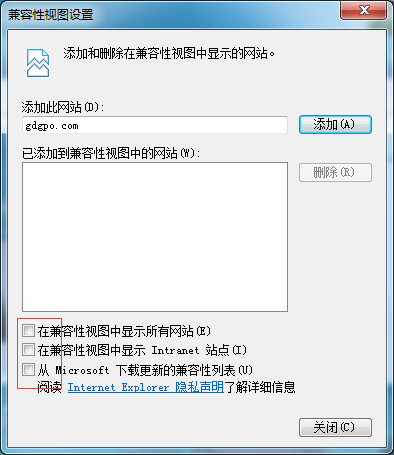 兼容性视图设置
添加和删除在兼容性视图中显示的网站。
添加此网站(D):
gdgpo.com
添加(A)
已添加到兼容性视图中的网站(W):
删除(R)
在兼容性视图中显示所有网站(E)
在兼容性视图中显示 Intranet 站点(I)
从 Microsoft 下载更新的兼容性列表(U)
阅读 Internet Explorer 隐私声明了解详细信息
关闭(C)